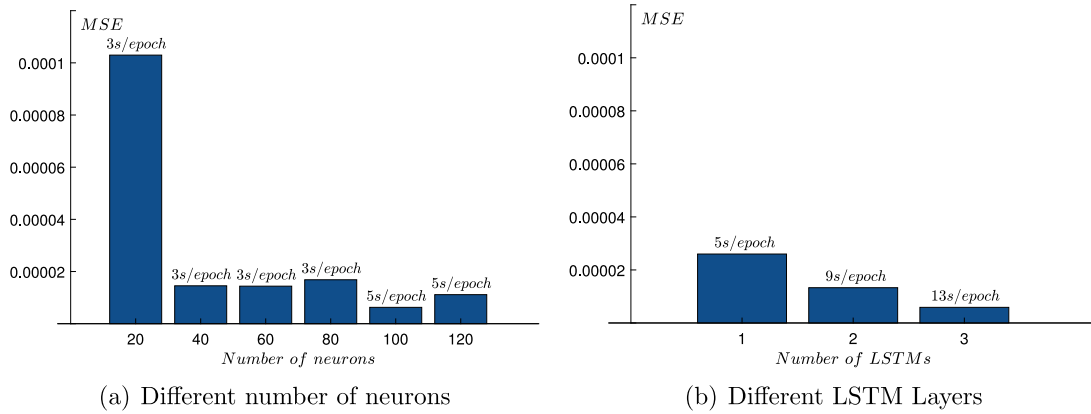 MSE
3s/epoch
0.0001
0.00008
0.00006
0.00004
0.00002
3s/epoch
3s/epoch
3s/epoch
5s/epoch
5s/epoch
20 40 60 80 100 120
Number of neurons
(a) Different number of neurons
MSE
0.0001
0.00008
0.00006
0.00004
0.00002
5s/epoch
9s/epoch
13s/epoch
1 2 3
Number of LSTMs
(b) Different LSTM Layers